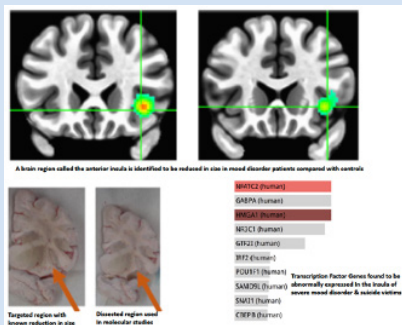 A brain region called the anterior insula is identified to be reduced in size in mood disorder patients compared with controls
NFATC2 (human)
GABPA (human)
HMGA1 (human)
NR3C1 (human)
GTF2I (human)
IRF2 (human)
POU6F1 (human)
SAMD9L (human)
SNAI1 (human)
CREB (human)
Transcription Factor Genes found to be
abnormally expressed in the insula of
severe mood disorder & suicide victims
Targeted region with
known reduction in size
Dissected region used
in molecular studies